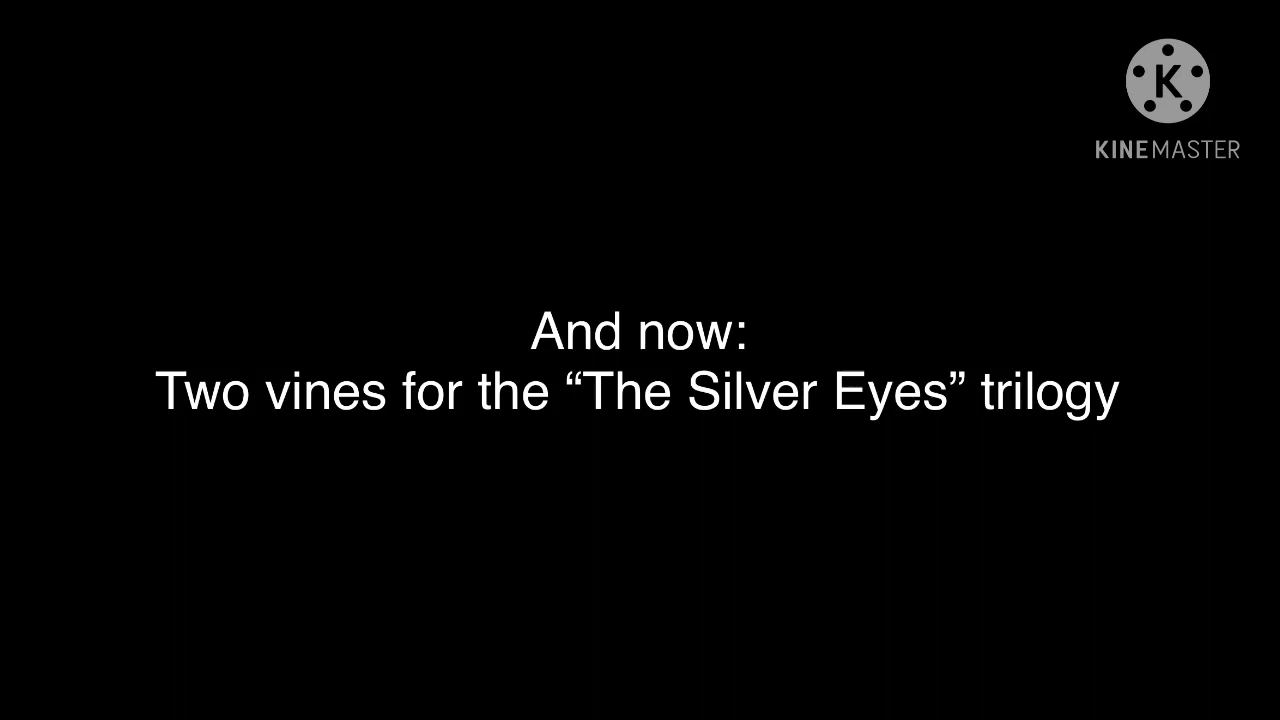 K
KINEMASTER
And now:
Two vines for the “The Silver Eyes” trilogy